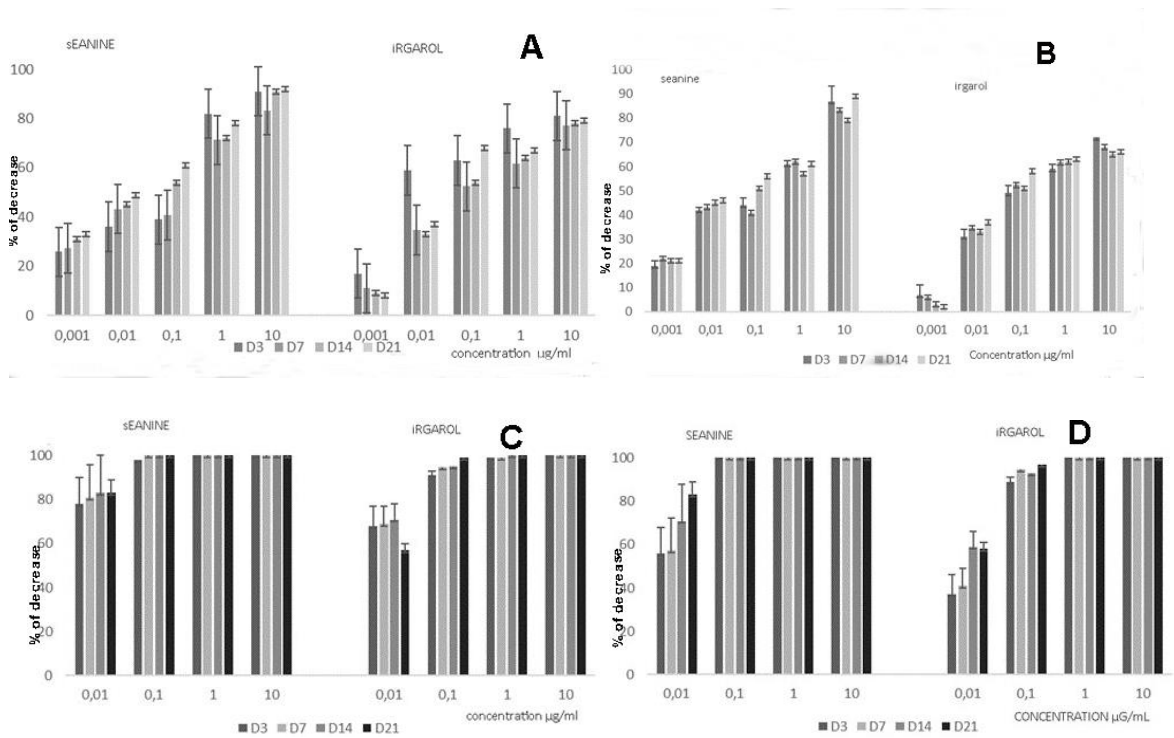 sEANINE
iRGAROL
A
% of decrease
100
80
60
40
20
0
0,001 0,01 0,1 1 10 0,001 0,01 0,1 1 10
D3 D7 D14 D21
concentration µg/ml
B
seanine
irgarol
% of decrease
100
90
80
70
60
50
40
30
20
10
0
0,001 0,01 0,1 1 10 0,001 0,01 0,1 1 10
D3 D7 D14 D21
Concentration µg/ml
sEANINE
iRGAROL
C
% of decrease
100
80
60
40
20
0
0,01 0,1 1 10 0,01 0,1 1 10
D3 D7 D14 D21
concentration µg/ml
SEANINE
iRGAROL
D
% of decrease
100
80
60
40
20
0
0,01 0,1 1 10 0,01 0,1 1 10
D3 D7 D14 D21
CONCENTRATION µG/mL